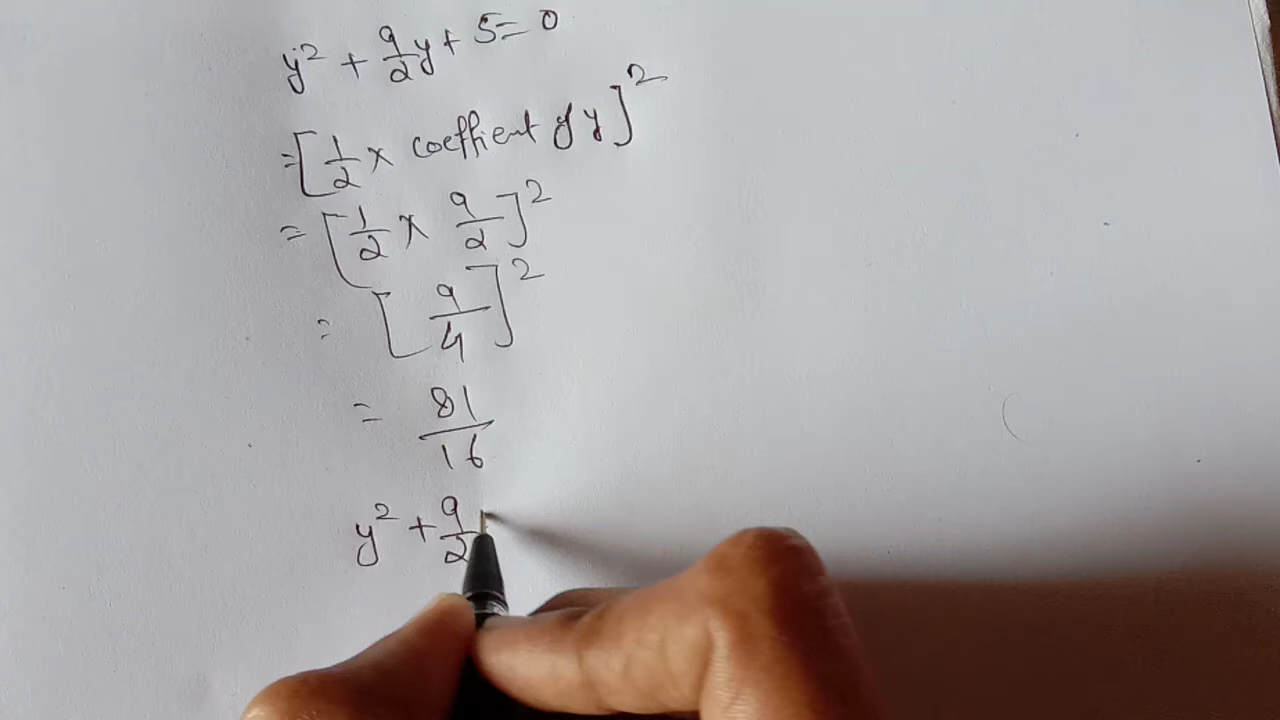 y² + 9/2 y + 5 = 0
= [1/2 × coeffient of y]²
= [1/2 × 9/2]²
= [9/4]²
= 81/16
y² + 9/2